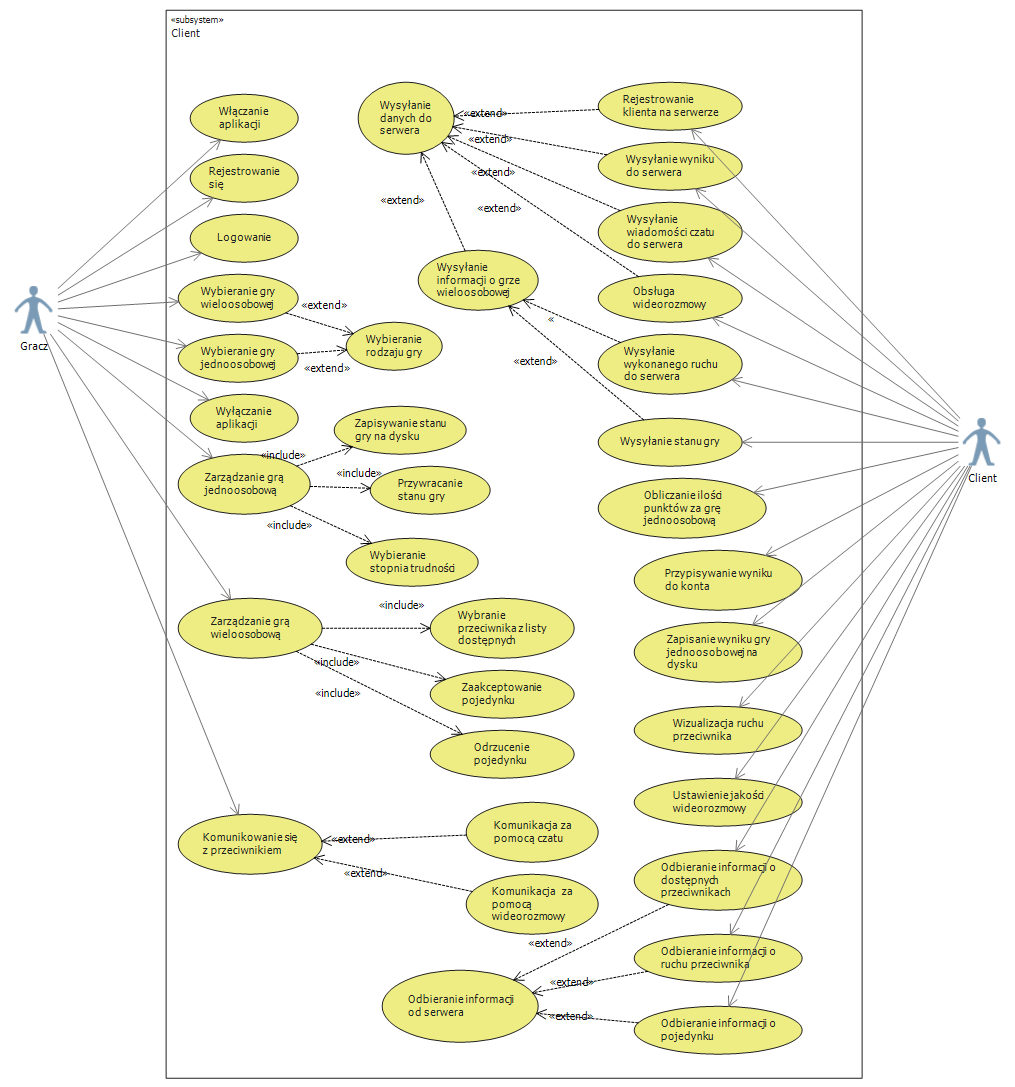 «subsystem»
Client
Włączanie
aplikacji
Rejestrowanie
się
Logowanie
Wybieranie gry
wieloosobowej
«extend»
Wybieranie gry
jednoosobowej
«extend»
Wybieranie
rodzaju gry
Wyłączanie
aplikacji
Zarządzanie grą
jednoosobową
«include»
Zapisywanie stanu
gry na dysku
«include»
Przywracanie
stanu gry
«include»
Wybieranie
stopnia trudności
Gracz
Zarządzanie grą
wieloosobową
«include»
Wybranie
przeciwnika z listy
dostępnych
«include»
Zaakceptowanie
pojedynku
«include»
Odrzucenie
pojedynku
Komunikowanie się
z przeciwnikiem
«extend»
Komunikacja za
pomocą czatu
«extend»
Komunikacja za
pomocą
wideorozmowy
Wysyłanie
danych do
serwera
«extend»
«extend»
«extend»
«extend»
«extend»
Wysyłanie
informacji o grze
wieloosobowej
«
«extend»
Rejestrowanie
klienta na serwerze
Wysyłanie wyniku
do serwera
Wysyłanie
wiadomości czatu
do serwera
Obsługa
wideorozmowy
Wysyłanie
wykonanego ruchu
do serwera
Wysyłanie stanu gry
Obliczanie ilości
punktów za grę
jednoosobową
Przypisywanie wyniku
do konta
Zapisanie wyniku gry
jednoosobowej na
dysku
Wizualizacja ruchu
przeciwnika
Ustawienie jakości
wideorozmowy
Odbieranie informacji o
dostępnych
przeciwnikach
«extend»
Odbieranie informacji o
ruchu przeciwnika
«extend»
Odbieranie informacji o
pojedynku
«extend»
Odbieranie informacji
od serwera
Client